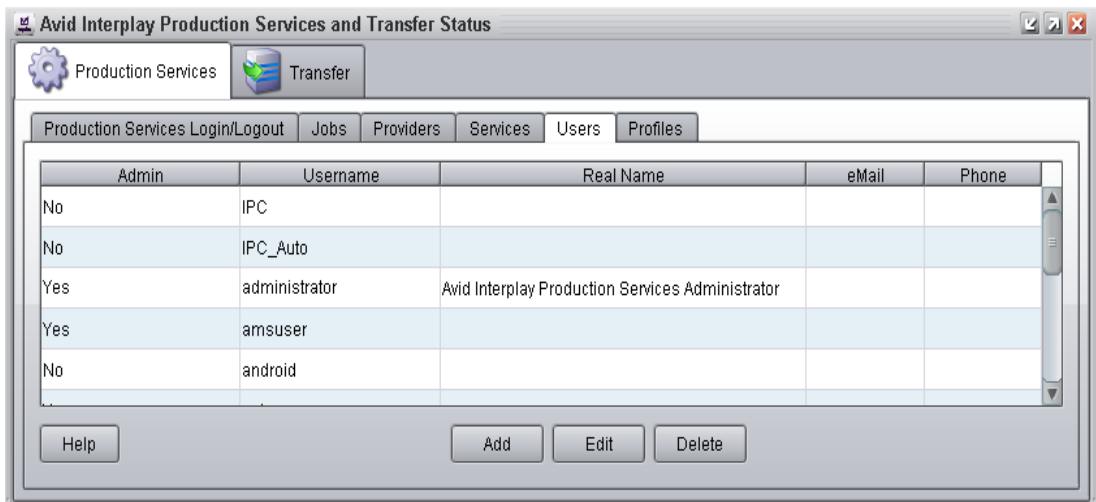 Avid Interplay Production Services and Transfer Status
Production Services Transfer
Production Services Login/Logout Jobs Providers Services Users Profiles
Admin Username Real Name eMail Phone
No IPC
No IPC_Auto
Yes administrator Avid Interplay Production Services Administrator
Yes amsuser
No android
Help Add Edit Delete